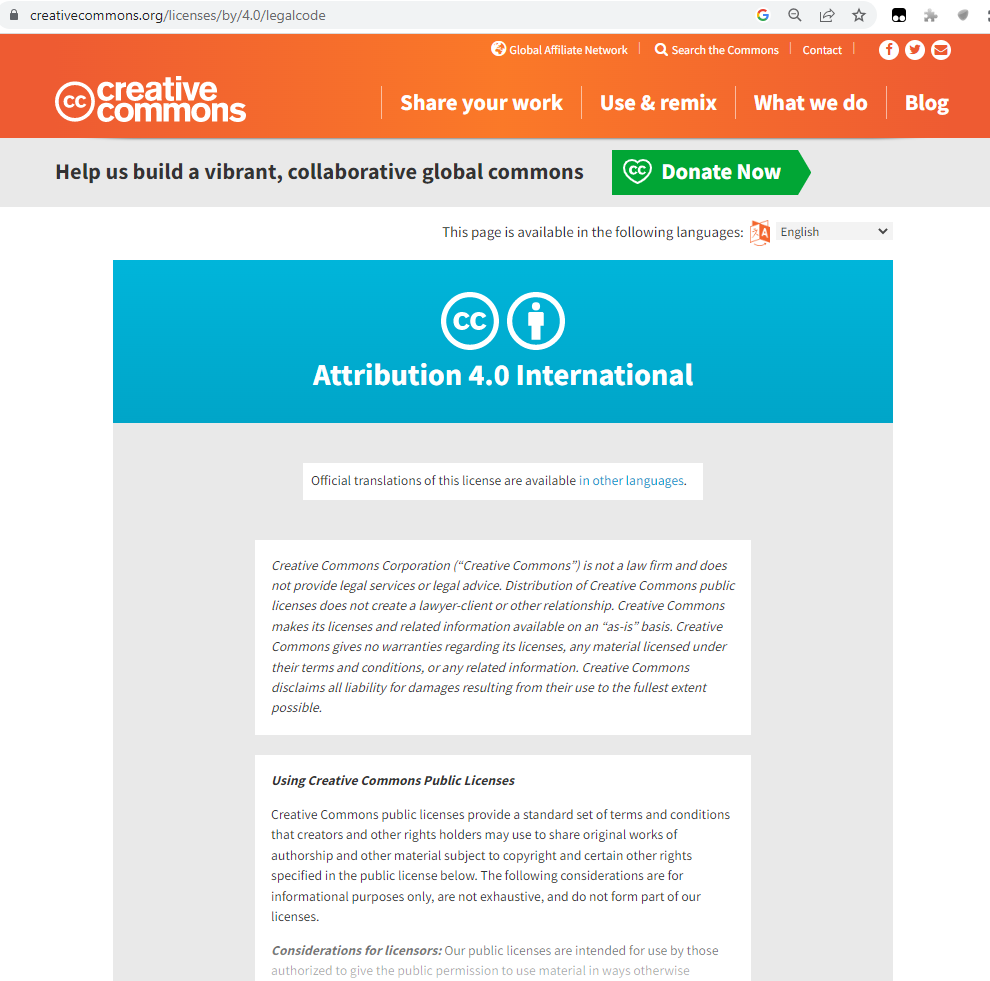 creativecommons.org/licenses/by/4.0/legalcode
Global Affiliate Network
Search the Commons
Contact
cc creative commons
Share your work
Use & remix
What we do
Blog
Help us build a vibrant, collaborative global commons
cc Donate Now
This page is available in the following languages:
English
cc
Attribution 4.0 International
Official translations of this license are available in other languages.
Creative Commons Corporation (“Creative Commons”) is not a law firm and does
not provide legal services or legal advice. Distribution of Creative Commons public
licenses does not create a lawyer-client or other relationship. Creative Commons
makes its licenses and related information available on an “as-is” basis. Creative
Commons gives no warranties regarding its licenses, any material licensed under
their terms and conditions, or any related information. Creative Commons
disclaims all liability for damages resulting from their use to the fullest extent
possible.
Using Creative Commons Public Licenses
Creative Commons public licenses provide a standard set of terms and conditions
that creators and other rights holders may use to share original works of
authorship and other material subject to copyright and certain other rights
specified in the public license below. The following considerations are for
informational purposes only, are not exhaustive, and do not form part of our
licenses.
Considerations for licensors: Our public licenses are intended for use by those
authorized to give the public permission to use material in ways otherwise